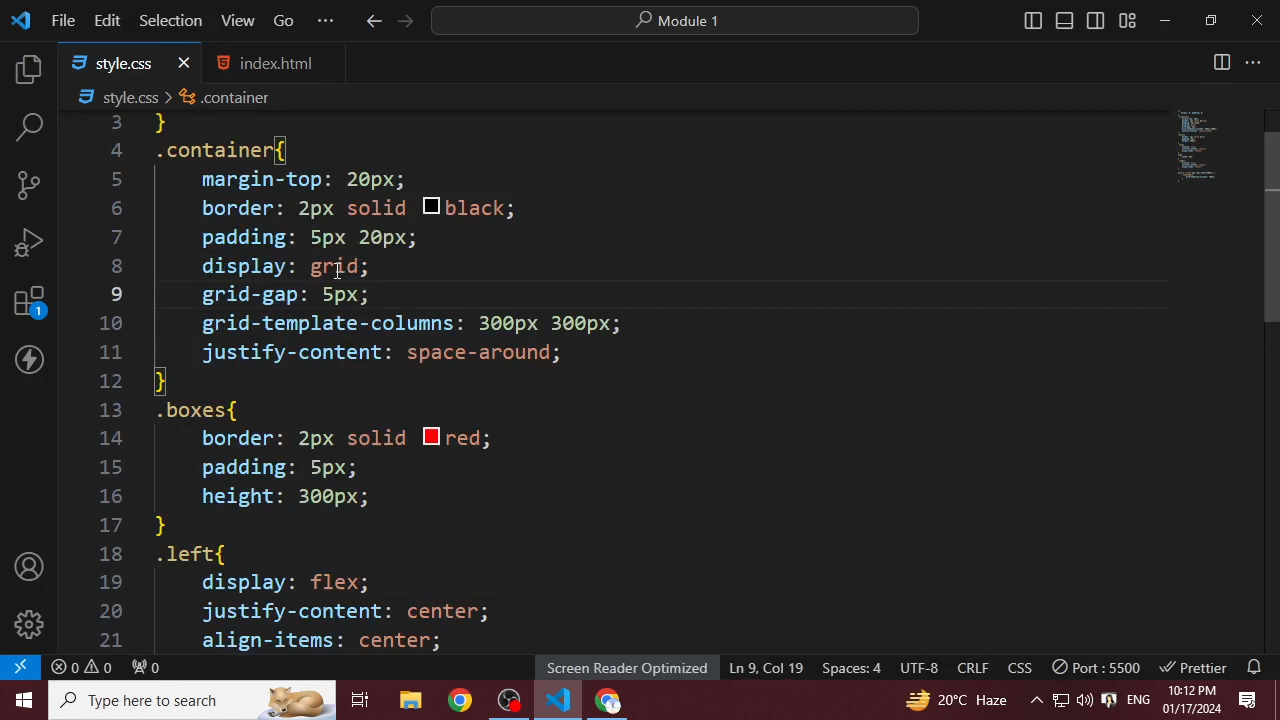 File Edit Selection View Go ··· Module 1
style.css index.html
style.css > .container
3 }
4 .container{
5 margin-top: 20px;
6 border: 2px solid black;
7 padding: 5px 20px;
8 display: grid;
9 grid-gap: 5px;
10 grid-template-columns: 300px 300px;
11 justify-content: space-around;
12 }
13 .boxes{
14 border: 2px solid red;
15 padding: 5px;
16 height: 300px;
17 }
18 .left{
19 display: flex;
20 justify-content: center;
21 align-items: center;
1
0 0 0 Screen Reader Optimized Ln 9, Col 19 Spaces: 4 UTF-8 CRLF CSS Port : 5500 Prettier
Type here to search 20°C Haze ENG 10:12 PM
01/17/2024